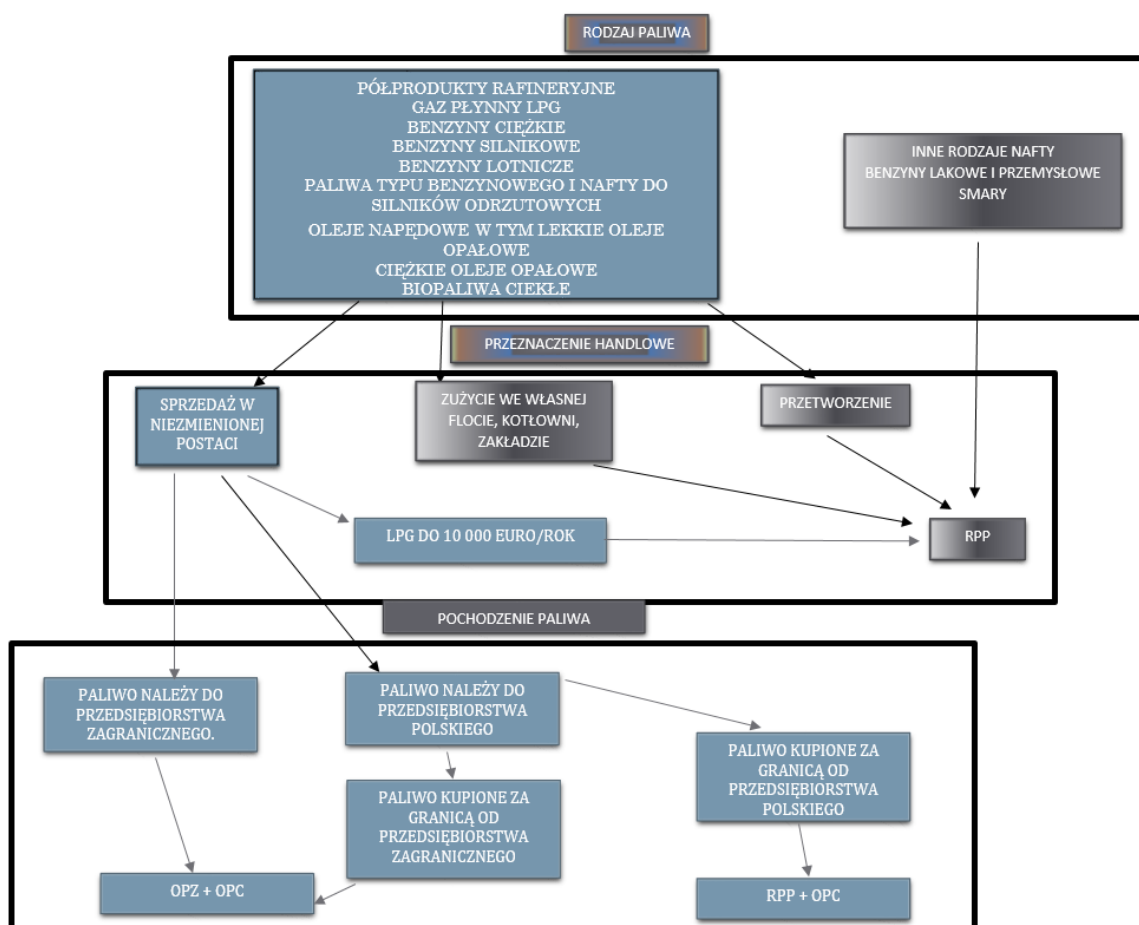 RODZAJ PALIWA
PÓŁPRODUKTY RAFINERYJNE
GAZ PŁYNNY LPG
BENZYNY CIĘŻKIE
BENZYNY SILNIKOWE
BENZYNY LOTNICZE
PALIWA TYPU BENZYNOWEGO I NAFTY DO
SILNIKÓW ODRZUTOWYCH
OLEJE NAPĘDOWE W TYM LEKKIE OLEJE
OPAŁOWE
CIĘŻKIE OLEJE OPAŁOWE
BIOPALIWA CIEKŁE
INNE RODZAJE NAFTY
BENZYNY LAKOWE I PRZEMYSŁOWE
SMARY
PRZEZNACZENIE HANDLOWE
SPRZEDAŻ W
NIEZMIENIONEJ
POSTACI
ZUŻYCIE WE WŁASNEJ
FLOCIE, KOTŁOWNI,
ZAKŁADZIE
PRZETWORZENIE
LPG DO 10 000 EURO/ROK
RPP
POCHODZENIE PALIWA
PALIWO NALEŻY DO
PRZEDSIĘBIORSTWA
ZAGRANICZNEGO.
PALIWO NALEŻY DO
PRZEDSIĘBIORSTWA
POLSKIEGO
PALIWO KUPIONE ZA
GRANICĄ OD
PRZEDSIĘBIORSTWA
POLSKIEGO
PALIWO KUPIONE ZA
GRANICĄ OD
PRZEDSIĘBIORSTWA
ZAGRANICZNEGO
OPZ + OPC
RPP + OPC